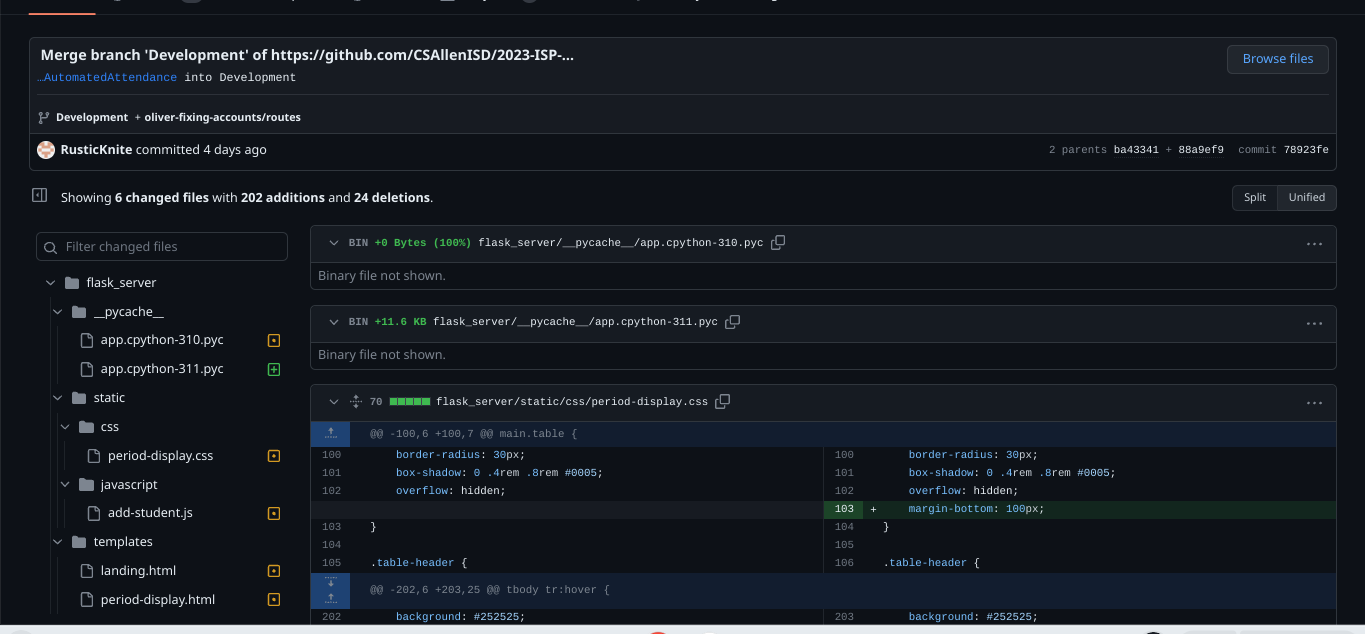 Merge branch 'Development' of https://github.com/CSAllenISD/2023-ISP-...
Browse files
…AutomatedAttendance into Development
Development + oliver-fixing-accounts/routes
RusticKnite committed 4 days ago
2 parents ba43341 + 88a9ef9 commit 78923fe
Showing 6 changed files with 202 additions and 24 deletions.
Split Unified
Filter changed files
flask_server
__pycache__
app.cpython-310.pyc
app.cpython-311.pyc
static
css
period-display.css
javascript
add-student.js
templates
landing.html
period-display.html
BIN +0 Bytes (100%) flask_server/__pycache__/app.cpython-310.pyc
Binary file not shown.
BIN +11.6 KB flask_server/__pycache__/app.cpython-311.pyc
Binary file not shown.
70 flask_server/static/css/period-display.css
@@ -100,6 +100,7 @@ main.table {
100 border-radius: 30px; 100 border-radius: 30px;
101 box-shadow: 0 .4rem .8rem #0005; 101 box-shadow: 0 .4rem .8rem #0005;
102 overflow: hidden; 102 overflow: hidden;
103 + margin-bottom: 100px;
103 } 104 }
104 105
105 .table-header { 106 .table-header {
@@ -202,6 +203,25 @@ tbody tr:hover {
202 background: #252525; 203 background: #252525;